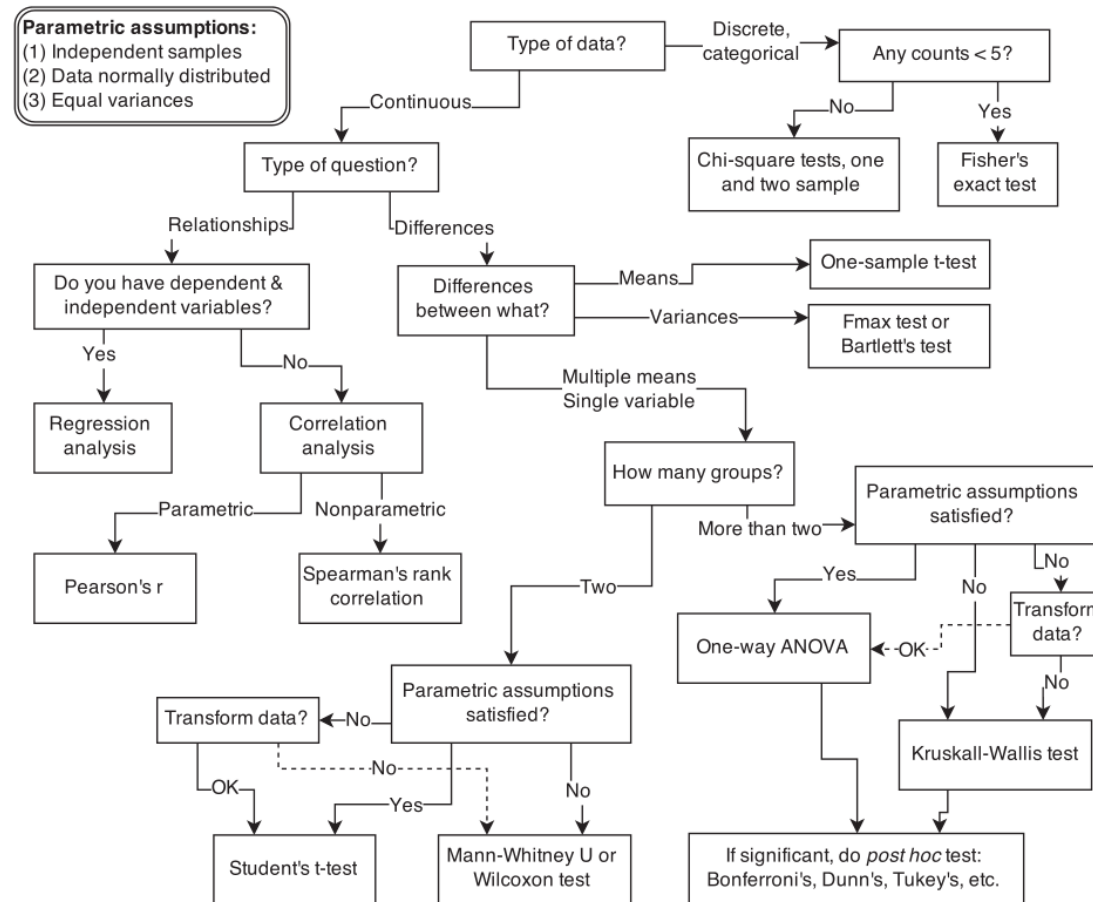 Parametric assumptions:
(1) Independent samples
(2) Data normally distributed
(3) Equal variances
Type of data?
Discrete,
categorical
Any counts < 5?
Continuous
No
Yes
Type of question?
Chi-square tests, one
and two sample
Fisher's
exact test
Relationships
Differences
Do you have dependent &
independent variables?
Differences
between what?
Means
One-sample t-test
Variances
Fmax test or
Bartlett's test
Yes
No
Multiple means
Single variable
Regression
analysis
Correlation
analysis
How many groups?
Parametric assumptions
satisfied?
Parametric
Nonparametric
More than two
Pearson's r
Spearman's rank
correlation
Two
Yes
No
No
Transform
data?
One-way ANOVA
OK
No
Parametric assumptions
satisfied?
Transform data?
No
Kruskall-Wallis test
No
OK
Yes
No
Student's t-test
Mann-Whitney U or
Wilcoxon test
If significant, do post hoc test:
Bonferroni's, Dunn's, Tukey's, etc.